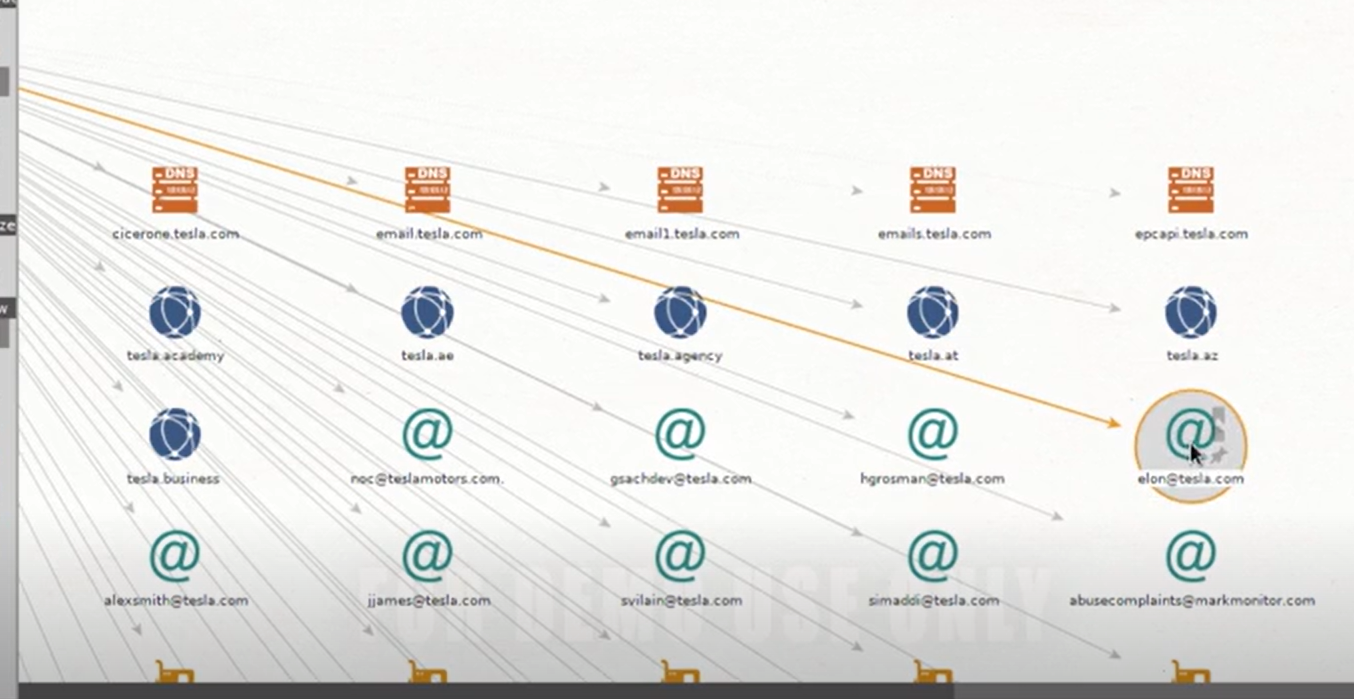 DNS DNS DNS DNS DNS
cicerone.tesla.com email.tesla.com email1.tesla.com emails.tesla.com epcapi.tesla.com
ze
tesla.academy tesla.ae tesla.agency tesla.at tesla.az
w
@ @ @ @
tesla.business noc@teslamotors.com. gsachdev@tesla.com hgrosman@tesla.com elon@tesla.com
@ @ @ @ @
alexsmith@tesla.com jjames@tesla.com svilain@tesla.com simaddi@tesla.com abusecomplaints@markmonitor.com
FOR DEMO USE ONLY